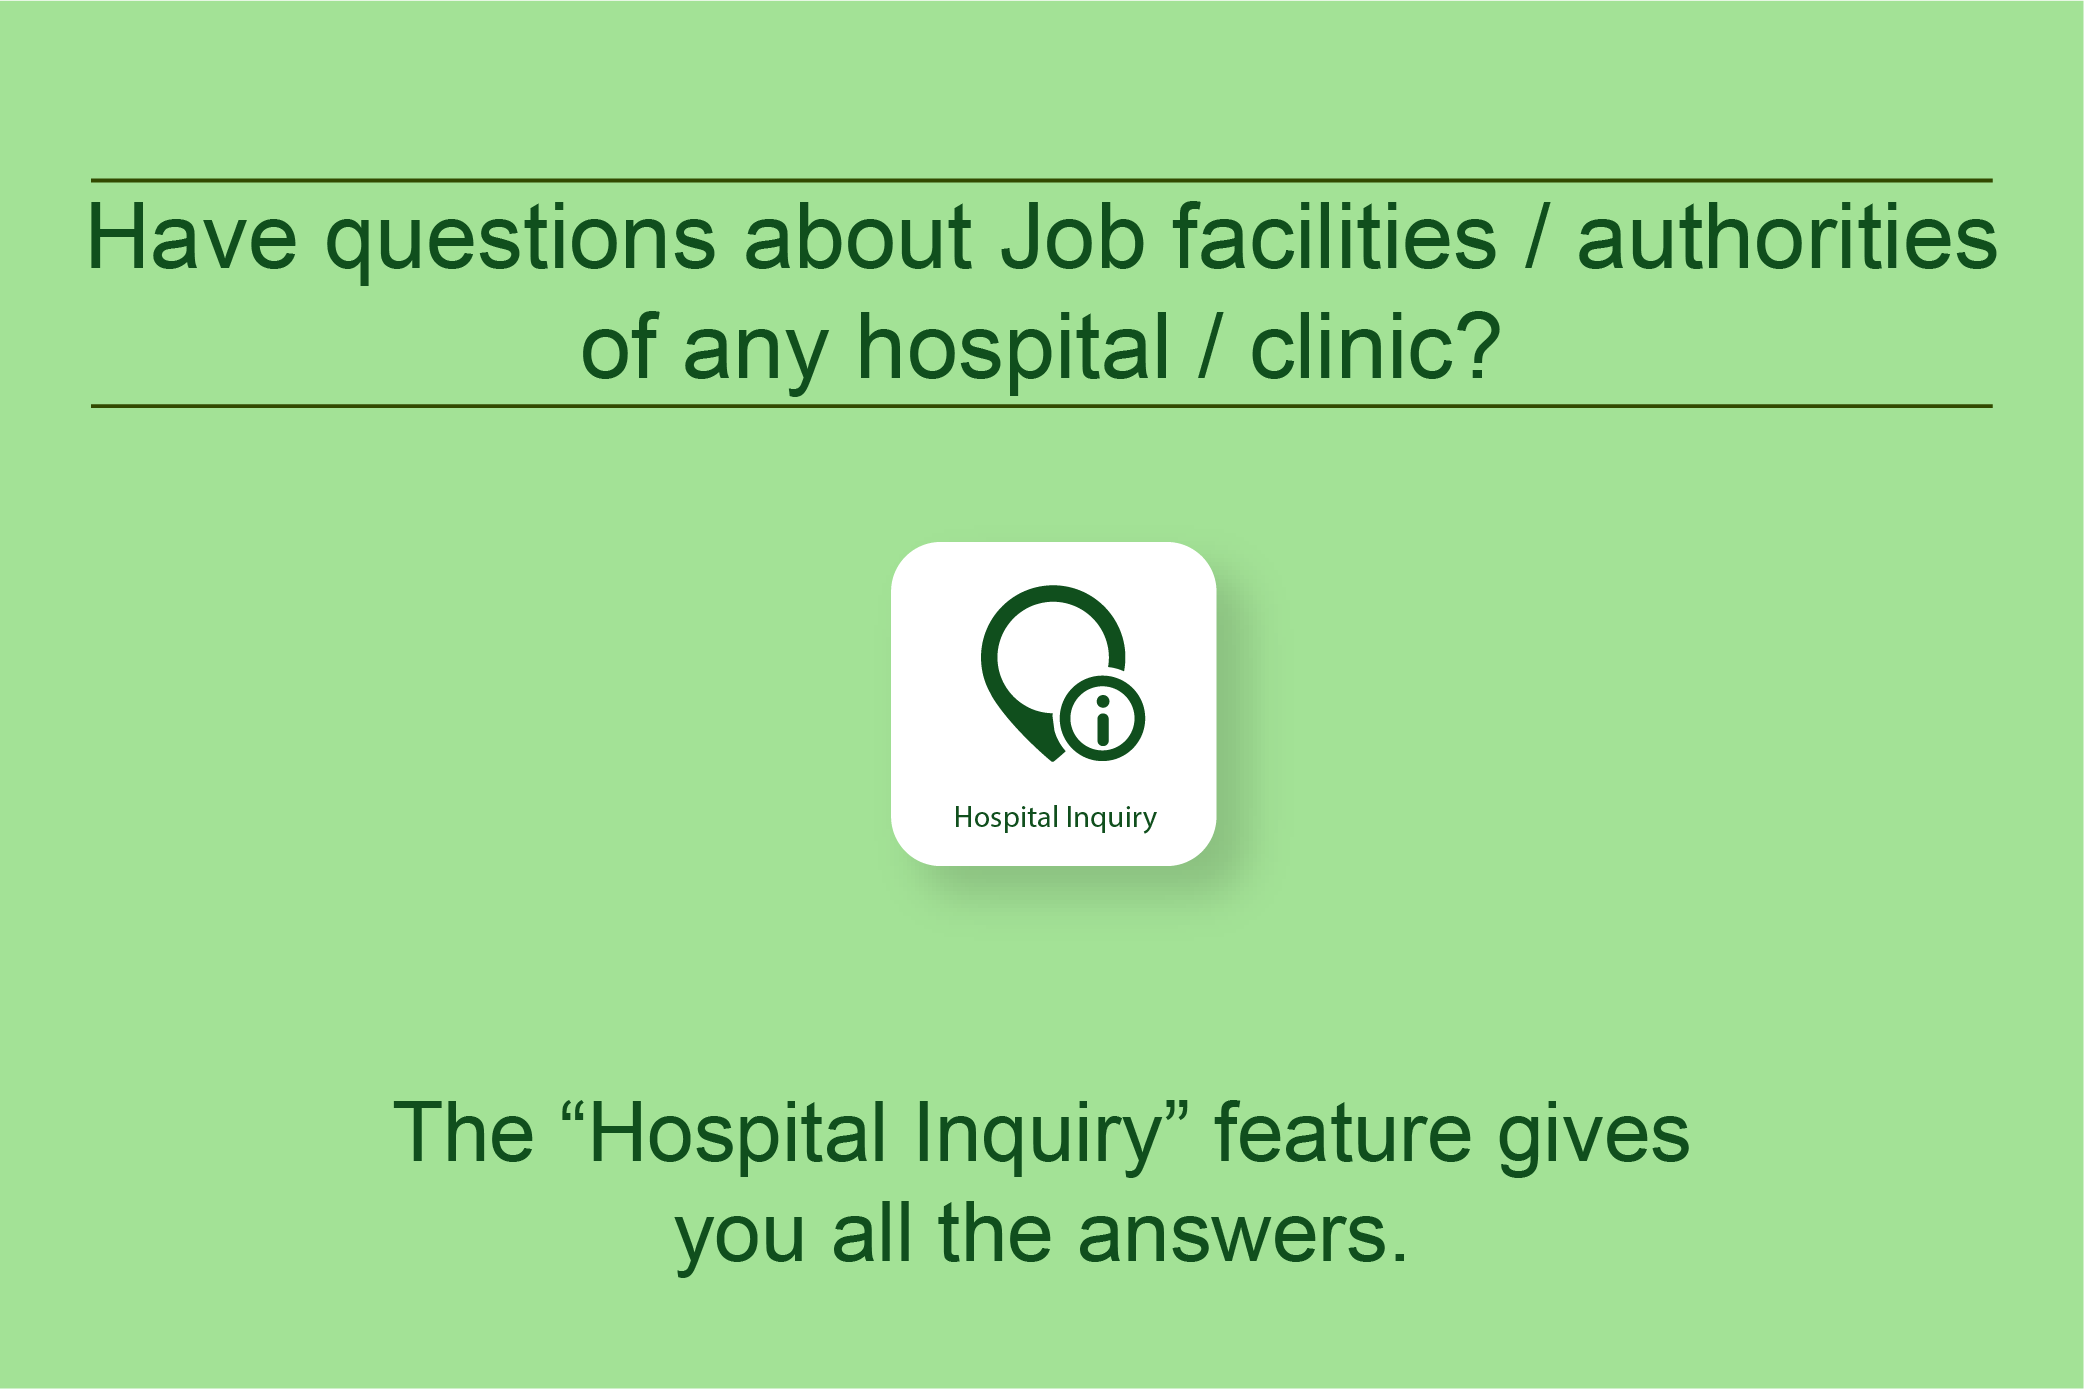 Have questions about Job facilities / authorities
of any hospital / clinic?
i
Hospital Inquiry
The “Hospital Inquiry” feature gives
you all the answers.